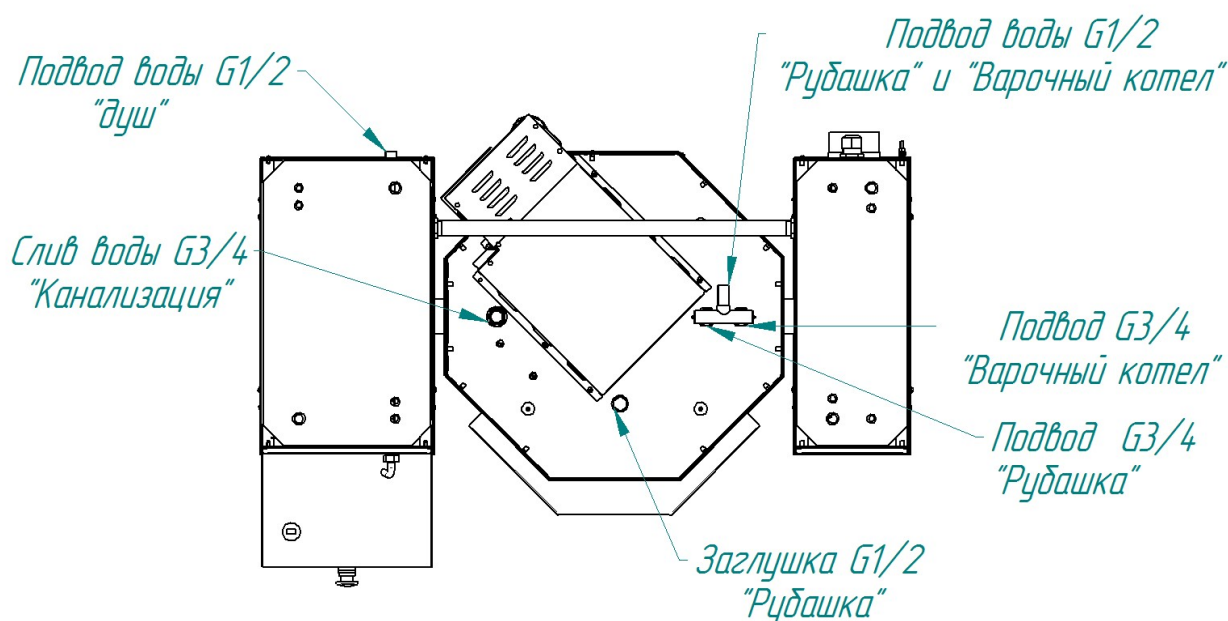 Подвод воды G1/2
"душ"
Подвод воды G1/2
"Рубашка" и "Варочный котел"
Слив воды G3/4
"Канализация"
Подвод G3/4
"Варочный котел"
Подвод G3/4
"Рубашка"
Заглушка G1/2
"Рубашка"